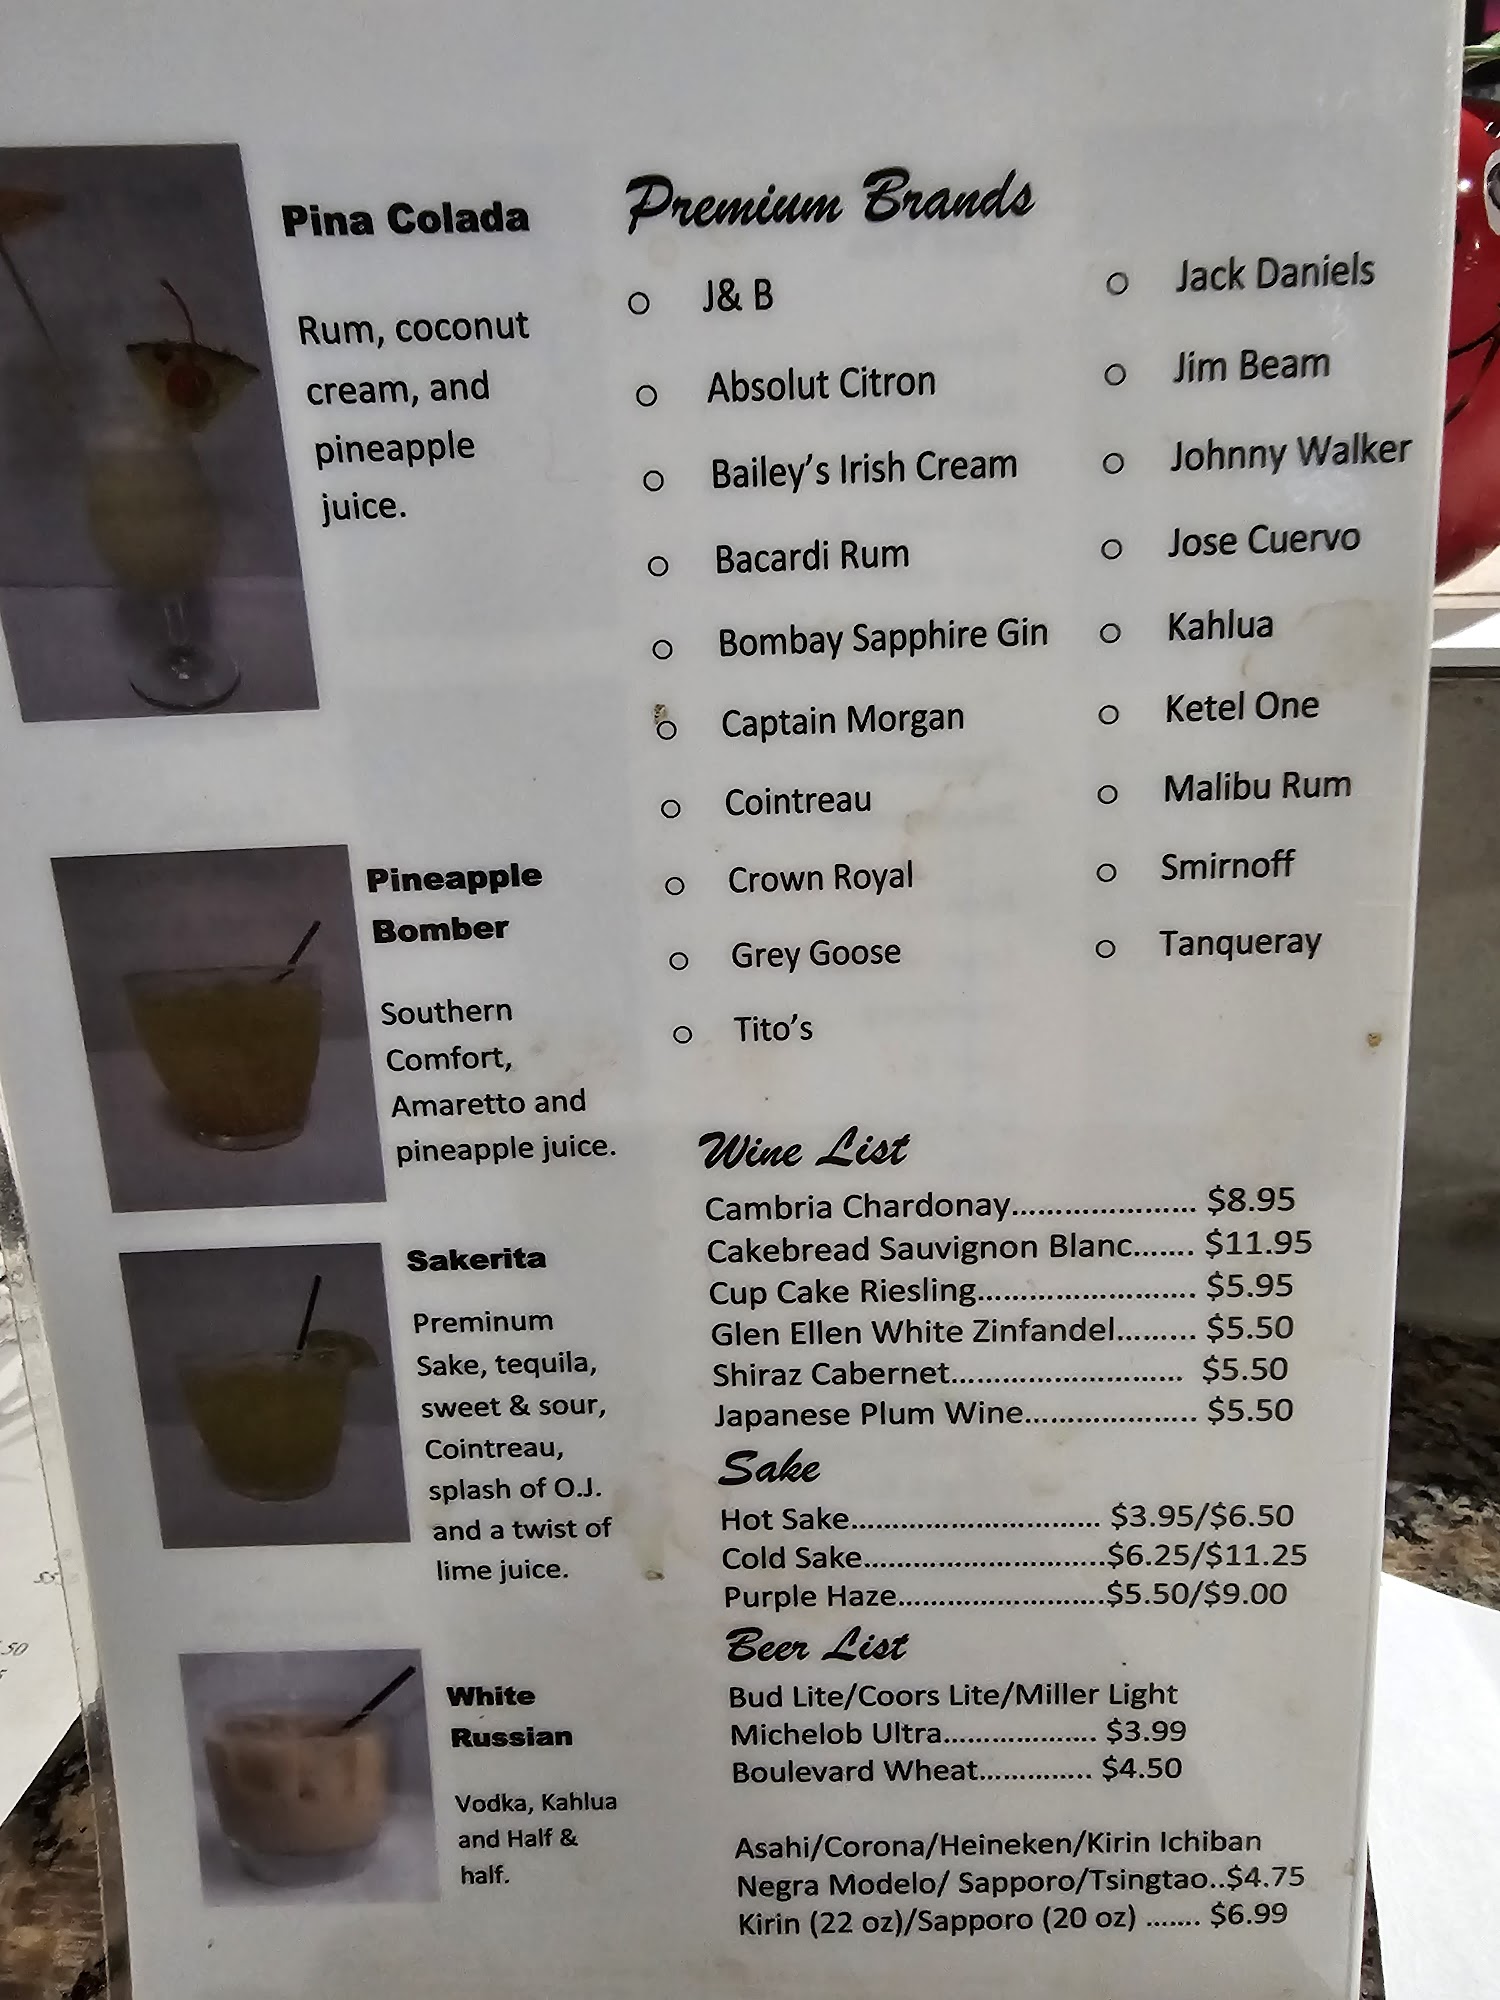 Pina Colada
Rum, coconut
cream, and
pineapple
juice.
Pineapple
Bomber
Southern
Comfort,
Amaretto and
pineapple juice.
Sakerita
Preminum
Sake, tequila,
sweet & sour,
Cointreau,
splash of O.J.
and a twist of
lime juice.
White
Russian
Vodka, Kahlua
and Half &
half.
Premium Brands
J& B
Absolut Citron
Bailey's Irish Cream
Bacardi Rum
Bombay Sapphire Gin
Captain Morgan
Cointreau
Crown Royal
Grey Goose
Tito's
Jack Daniels
Jim Beam
Johnny Walker
Jose Cuervo
Kahlua
Ketel One
Malibu Rum
Smirnoff
Tanqueray
Wine List
Cambria Chardonay..................... $8.95
Cakebread Sauvignon Blanc....... $11.95
Cup Cake Riesling......................... $5.95
Glen Ellen White Zinfandel......... $5.50
Shiraz Cabernet........................... $5.50
Japanese Plum Wine.................... $5.50
Sake
Hot Sake............................. $3.95/$6.50
Cold Sake............................$6.25/$11.25
Purple Haze........................$5.50/$9.00
Beer List
Bud Lite/Coors Lite/Miller Light
Michelob Ultra.................. $3.99
Boulevard Wheat.............. $4.50
Asahi/Corona/Heineken/Kirin Ichiban
Negra Modelo/ Sapporo/Tsingtao..$4.75
Kirin (22 oz)/Sapporo (20 oz) ....... $6.99